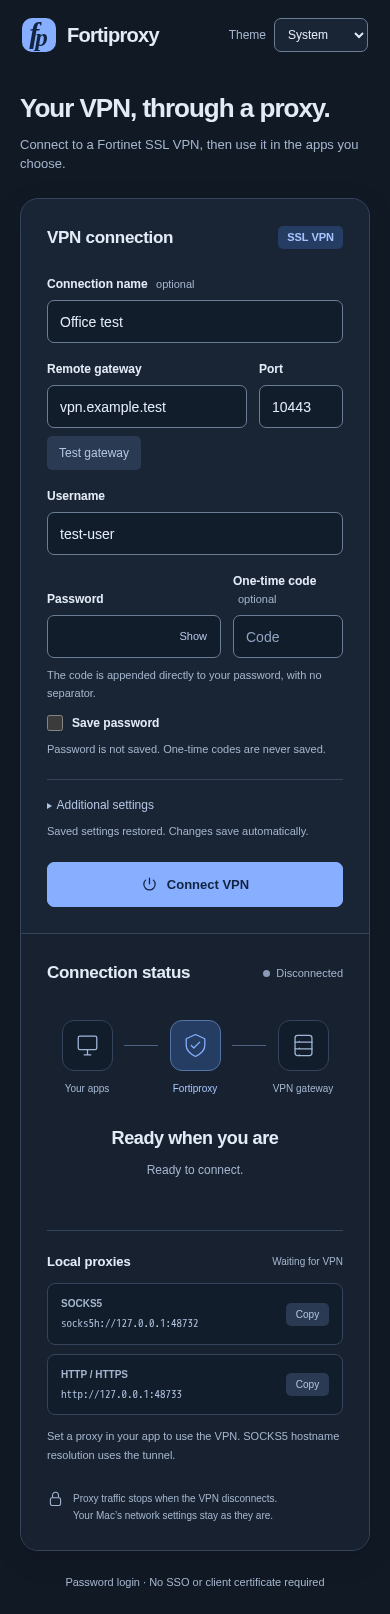 fp Fortiproxy Theme System
Your VPN, through a proxy.
Connect to a Fortinet SSL VPN, then use it in the apps you
choose.
VPN connection SSL VPN
Connection name optional
Office test
Remote gateway Port
vpn.example.test 10443
Test gateway
Username
test-user
One-time code
Password optional
Show Code
The code is appended directly to your password, with no
separator.
Save password
Password is not saved. One-time codes are never saved.
Additional settings
Saved settings restored. Changes save automatically.
Connect VPN
Connection status Disconnected
Your apps Fortiproxy VPN gateway
Ready when you are
Ready to connect.
Local proxies Waiting for VPN
SOCKS5
socks5h://127.0.0.1:48732 Copy
HTTP / HTTPS
http://127.0.0.1:48733 Copy
Set a proxy in your app to use the VPN. SOCKS5 hostname
resolution uses the tunnel.
Proxy traffic stops when the VPN disconnects.
Your Mac’s network settings stay as they are.
Password login · No SSO or client certificate required